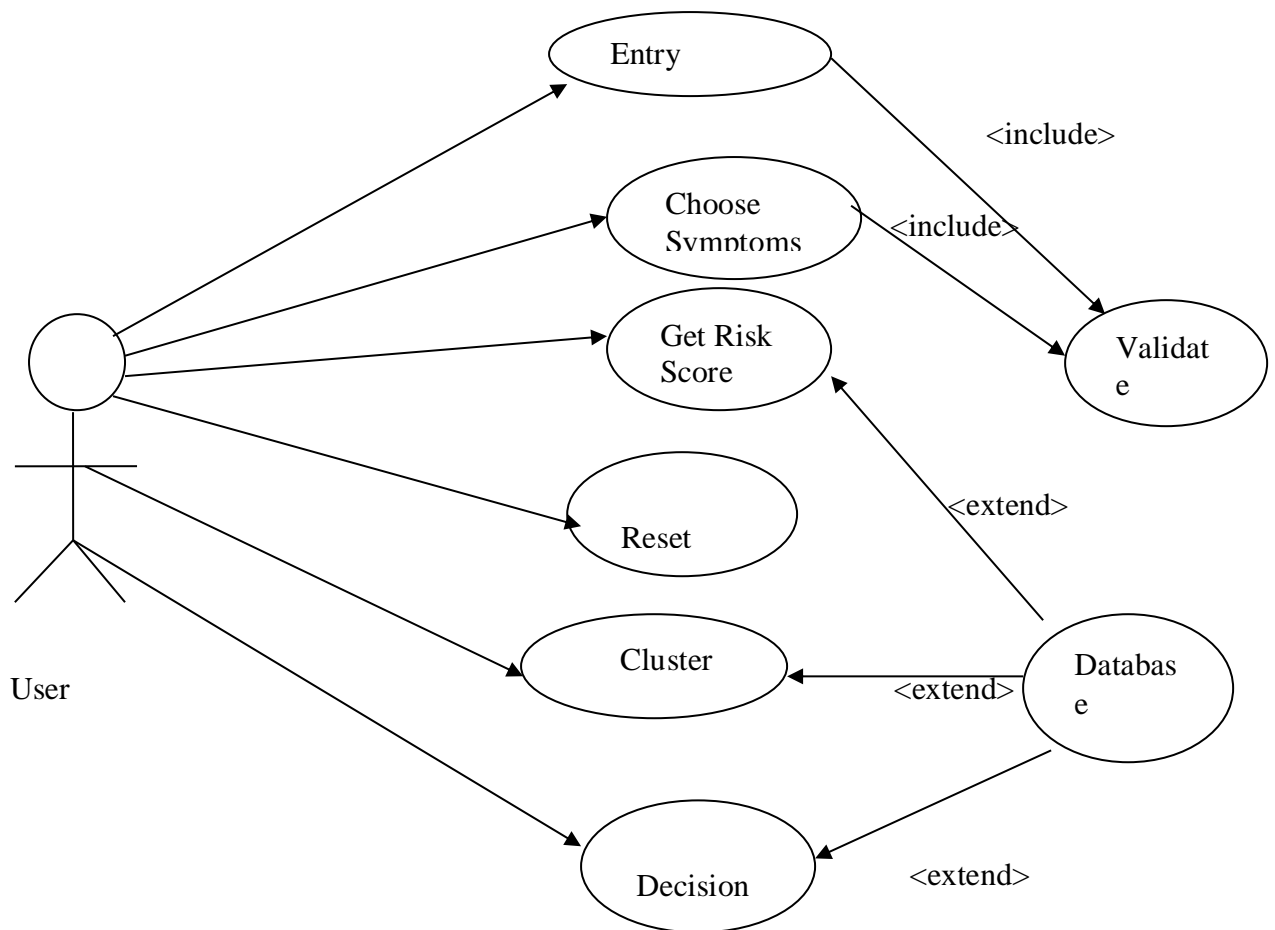 Entry
<include>
Choose
Symptoms
<include>
Get Risk
Score
Validat
e
<extend>
Reset
Cluster
<extend>
Databas
e
User
Decision
<extend>